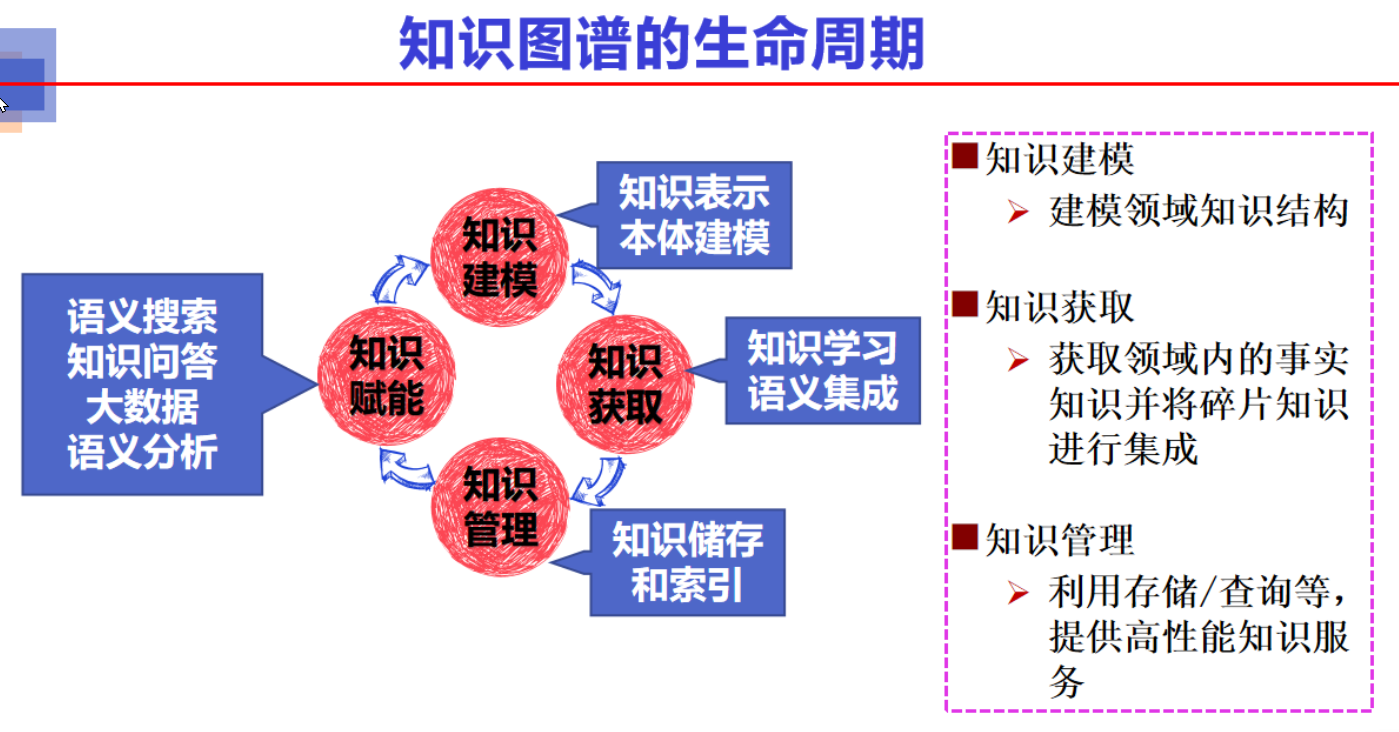 知识图谱的生命周期
知识
建模
知识表示
本体建模
知识
获取
知识学习
语义集成
知识
管理
知识储存
和索引
知识
赋能
语义搜索
知识问答
大数据
语义分析
知识建模
建模领域知识结构
知识获取
获取领域内的事实
知识并将碎片知识
进行集成
知识管理
利用存储/查询等，
提供高性能知识服
务